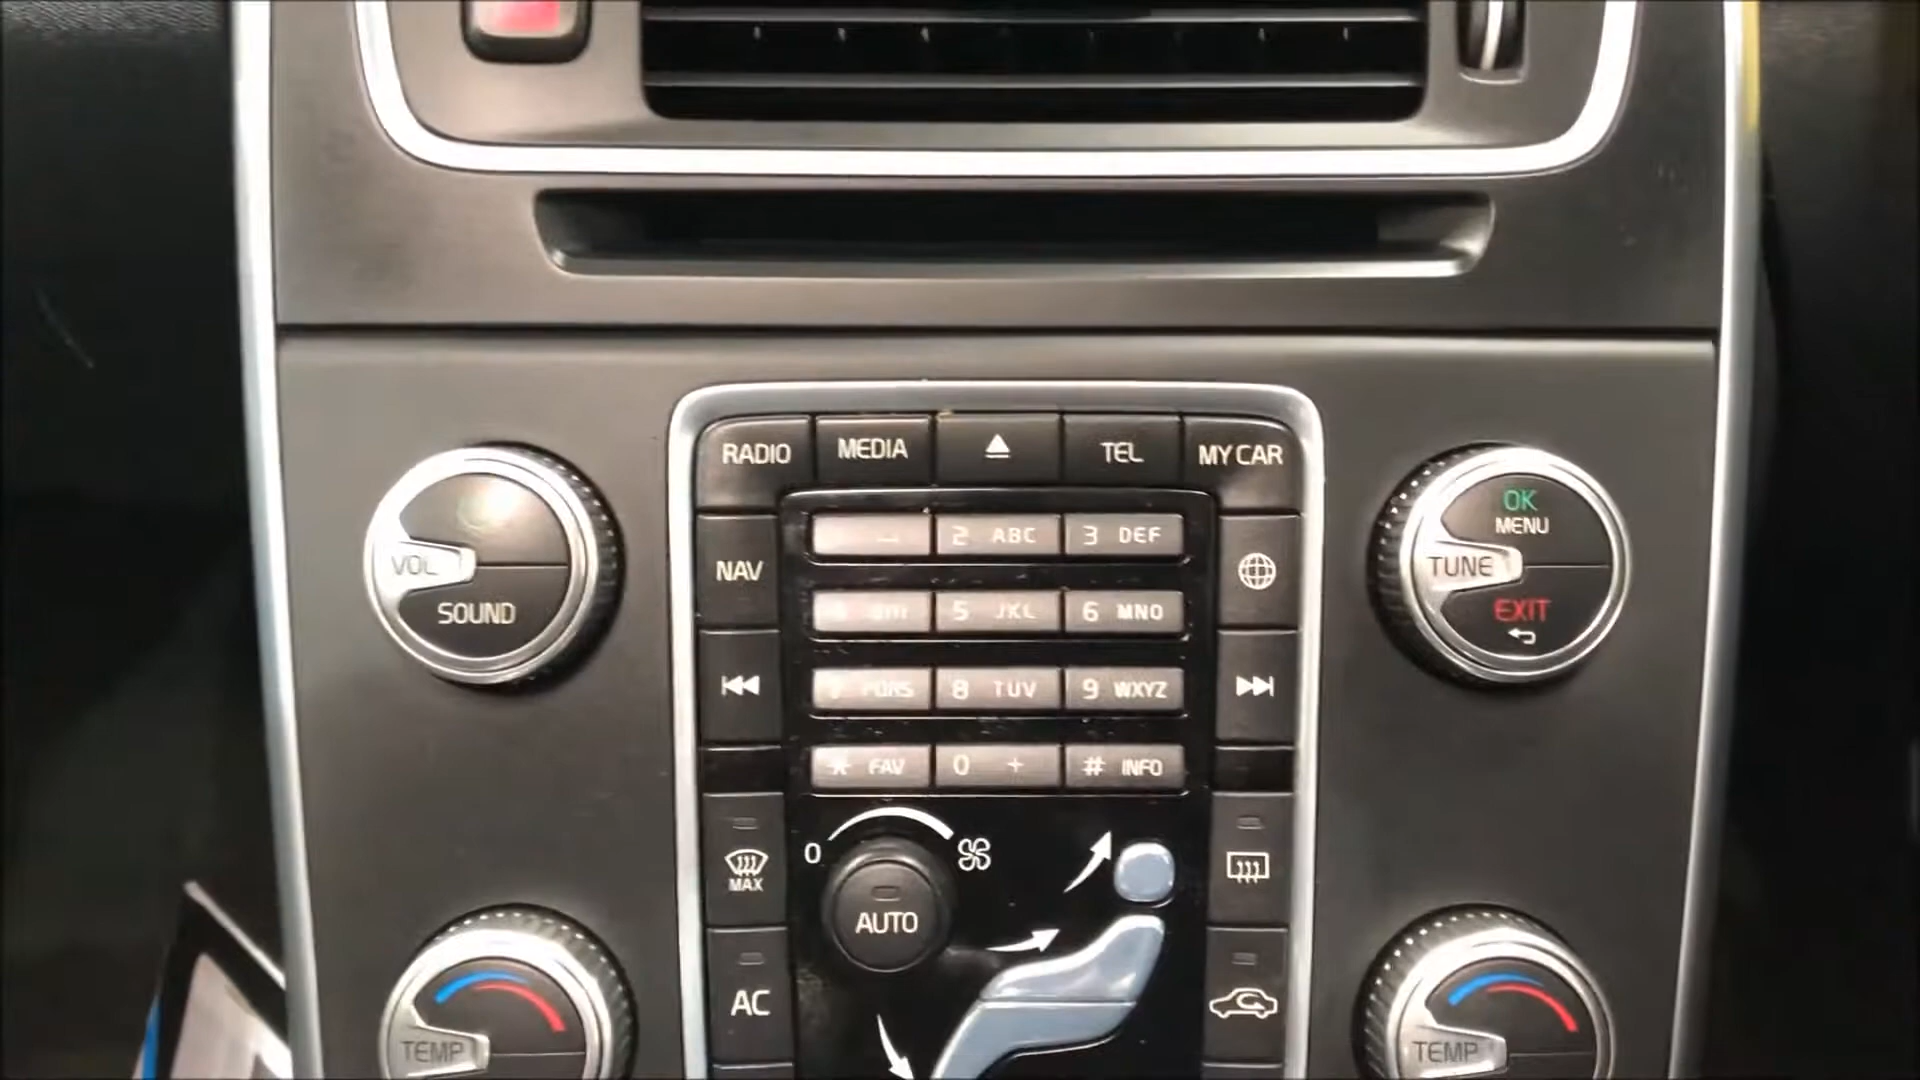 RADIO MEDIA TEL MY CAR
2 ABC 3 DEF
NAV
VOL
SOUND
OK
MENU
TUNE
EXIT
5 JKL 6 MNO
PQRS 8 TUV 9 WXYZ
* FAV 0 + # INFO
0
MAX
AUTO
AC
TEMP
TEMP